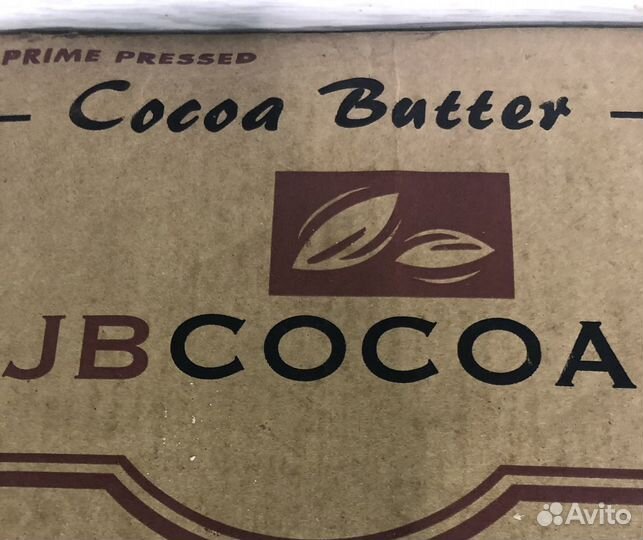 PRIME PRESSED
Cocoa Butter
JBCOCOA
Avito